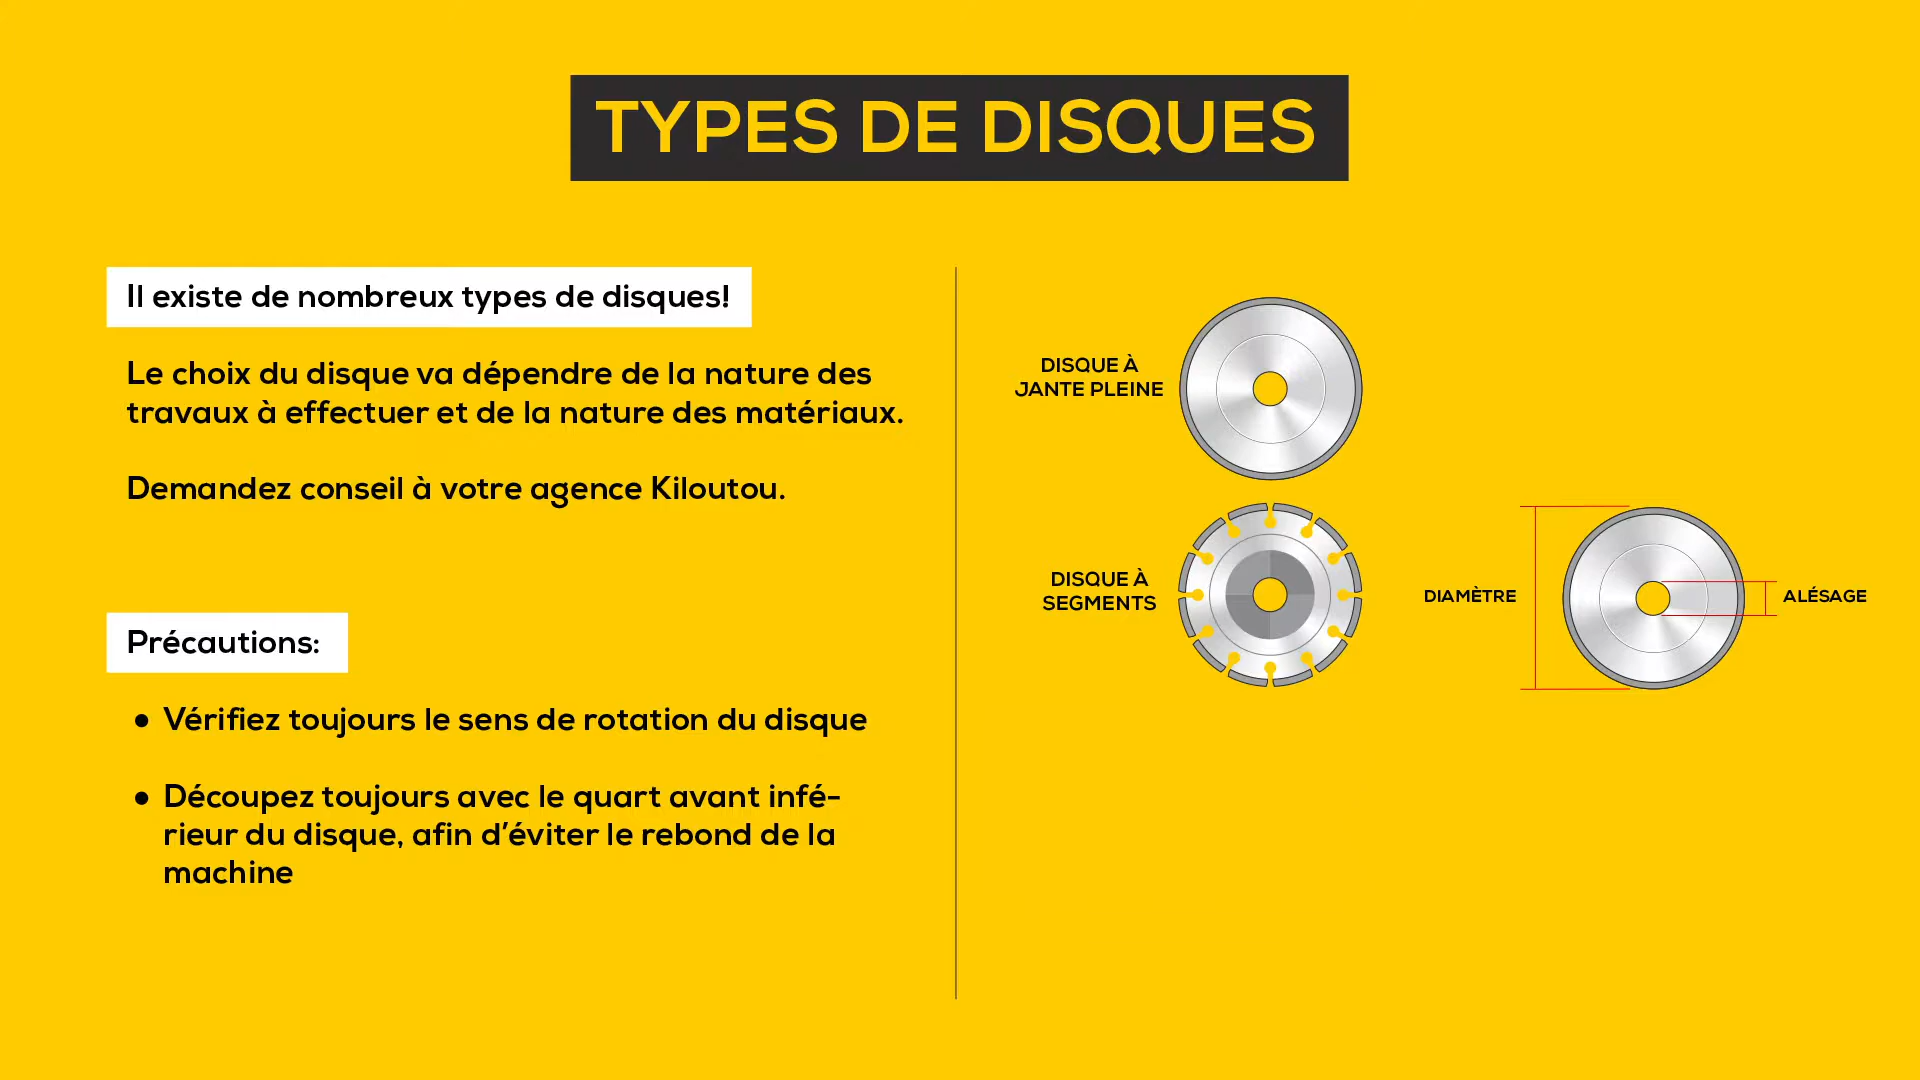 TYPES DE DISQUES
Il existe de nombreux types de disques!
Le choix du disque va dépendre de la nature des
travaux à effectuer et de la nature des matériaux.
Demandez conseil à votre agence Kiloutou.
Précautions:
● Vérifiez toujours le sens de rotation du disque
● Découpez toujours avec le quart avant infé-
rieur du disque, afin d’éviter le rebond de la
machine
DISQUE À
JANTE PLEINE
DISQUE À
SEGMENTS
DIAMÈTRE
ALÉSAGE